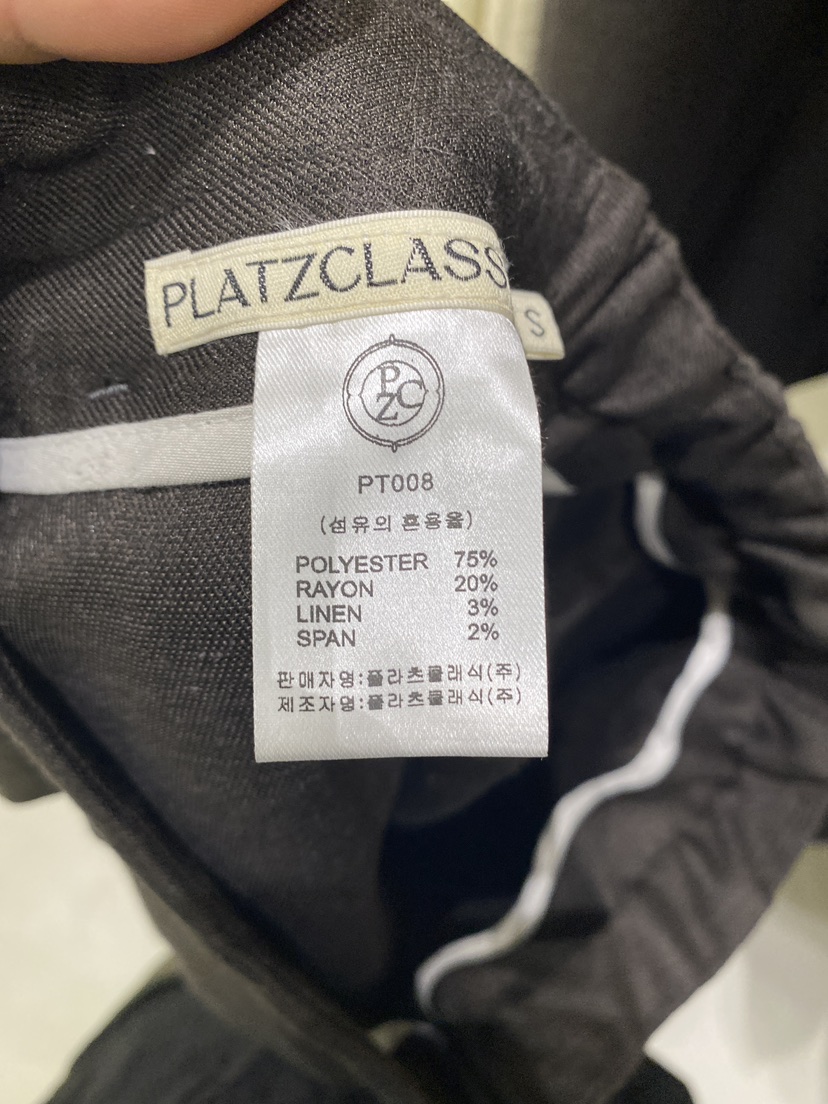 PLATZCLASS
S
PZC
PT008
(섬유의 혼용율)
POLYESTER 75%
RAYON 20%
LINEN 3%
SPAN 2%
판매자명:플라츠클래식(주)
제조자명:플라츠클래식(주)